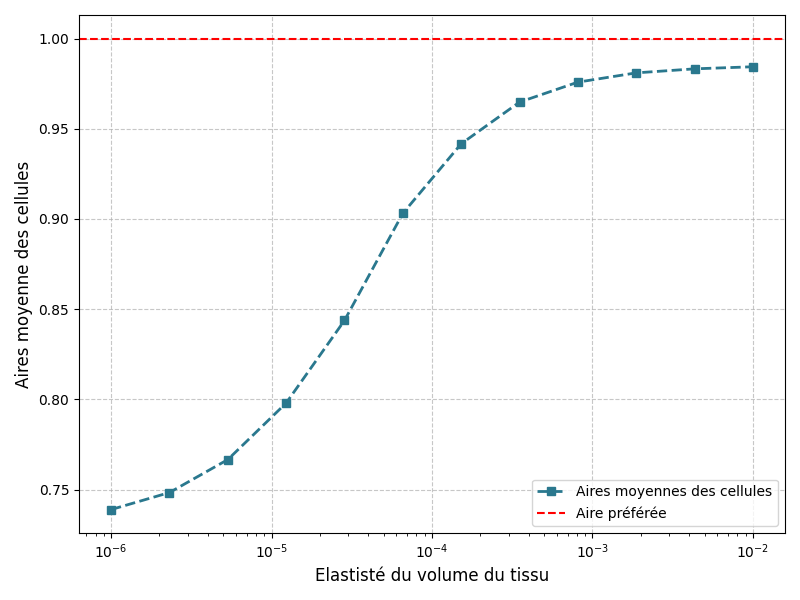 1.00
0.95
0.90
0.85
0.80
0.75
Aires moyenne des cellules
Aires moyennes des cellules
Aire préférée
10⁻⁶ 10⁻⁵ 10⁻⁴ 10⁻³ 10⁻²
Elastisté du volume du tissu